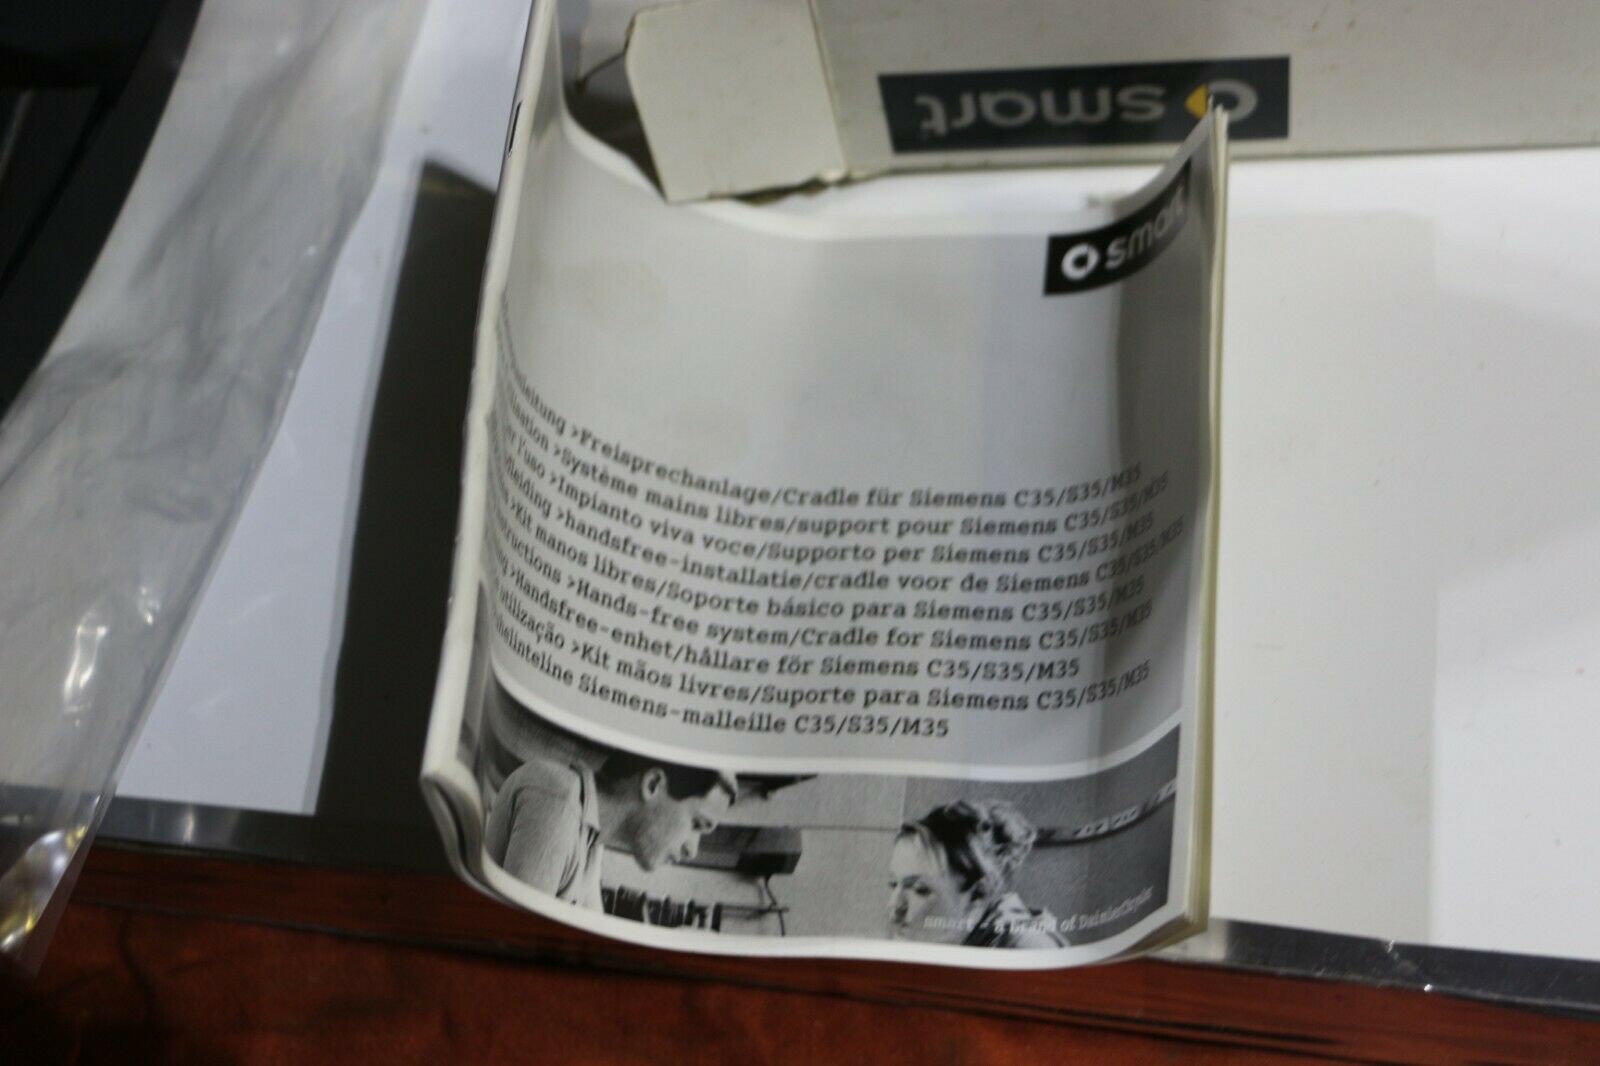 smart
smart
>Freisprechanlage/Cradle für Siemens C35/S35/M35
>Système mains libres/support pour Siemens C35/S35/M35
l'uso >Impianto viva voce/Supporto per Siemens C35/S35/M35
>handsfree-installatie/cradle voor de Siemens C35/S35/M35
>Kit manos libres/Soporte básico para Siemens C35/S35/M35
>Hands-free system/Cradle for Siemens C35/S35/M35
>Handsfree-enhet/hållare för Siemens C35/S35/M35
utilização >Kit mãos livres/Suporte para Siemens C35/S35/M35
Siemens-malleille C35/S35/M35
smart - a brand of DaimlerChrysler